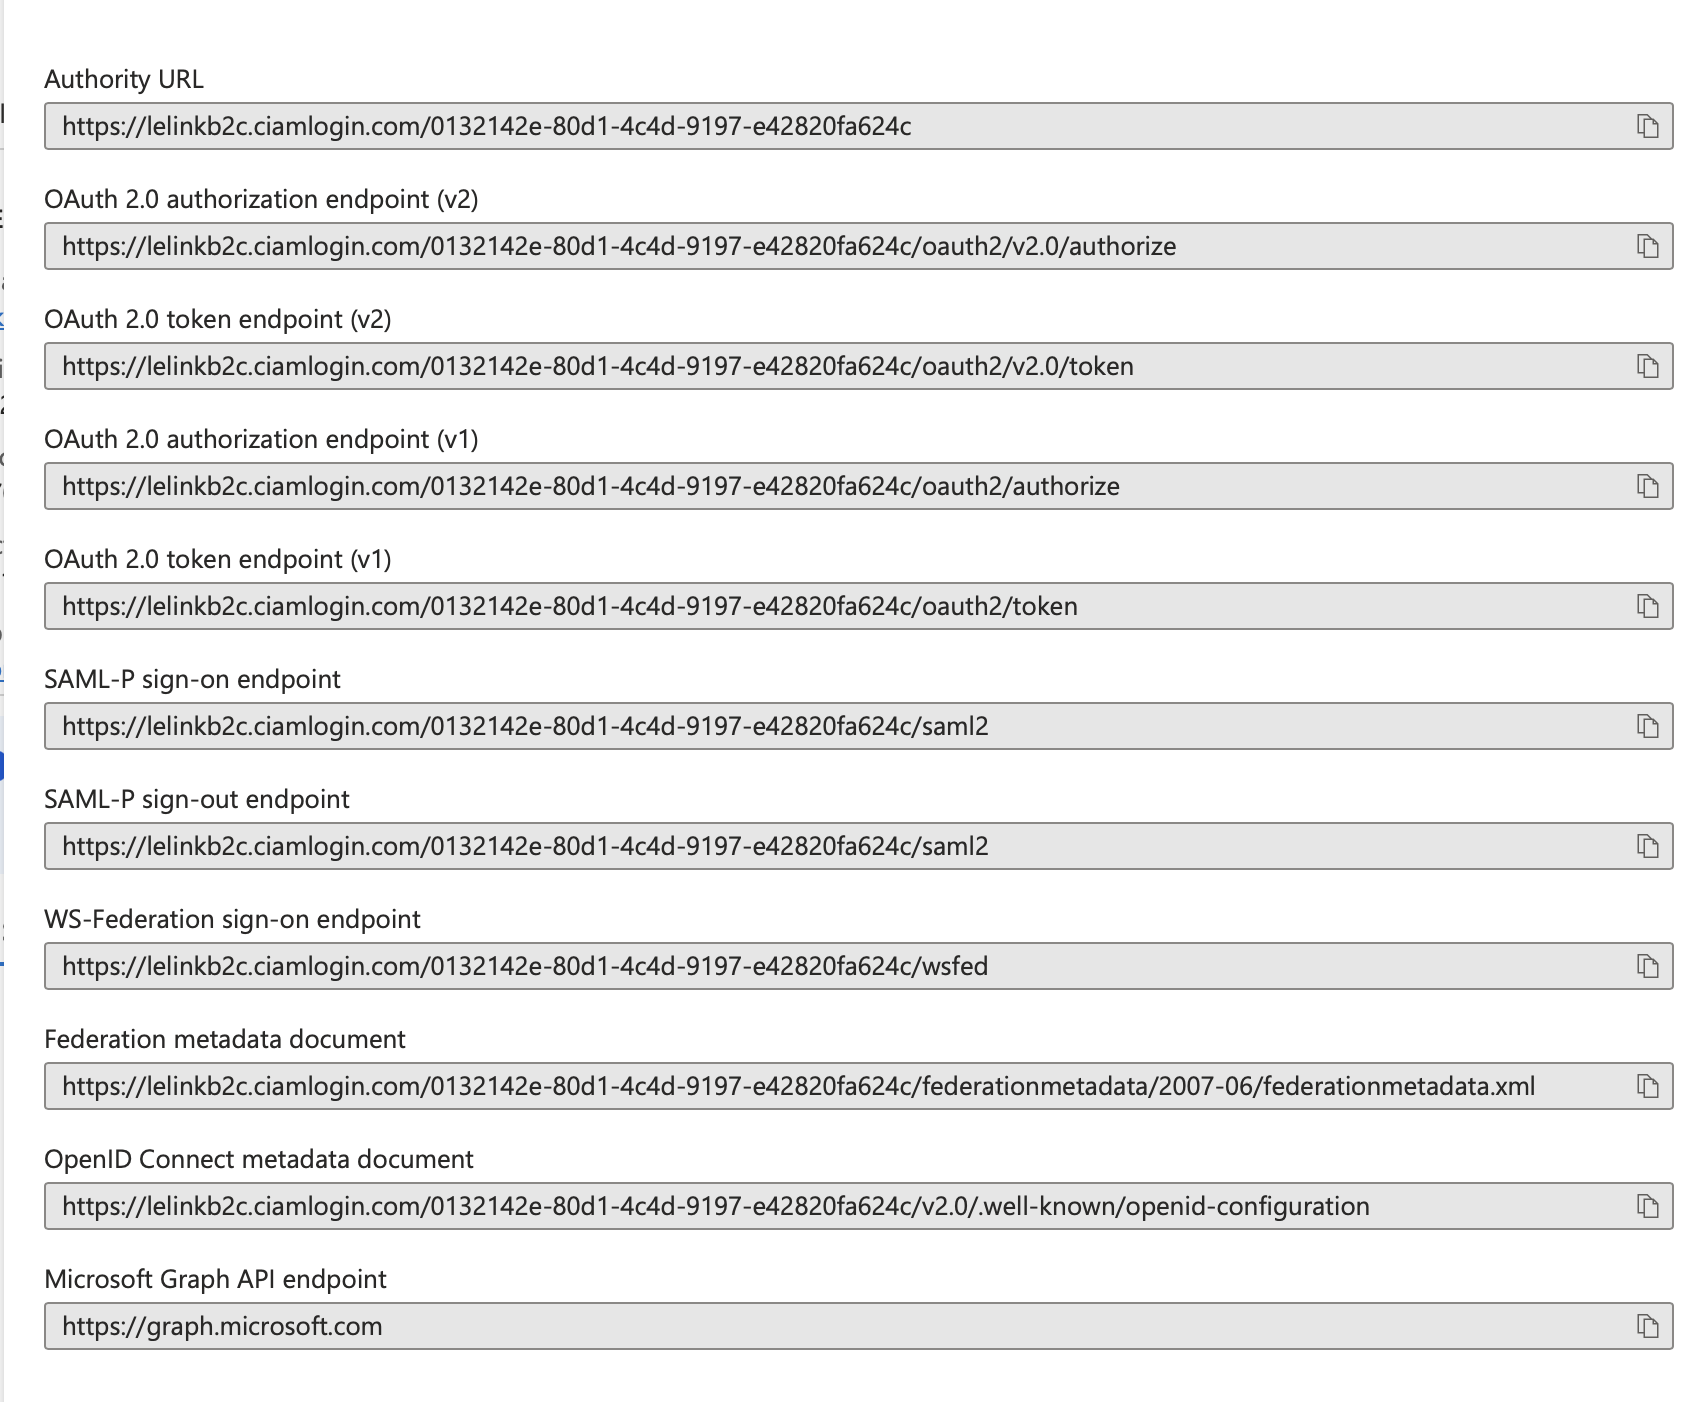 Authority URL
https://lelinkb2c.ciamlogin.com/0132142e-80d1-4c4d-9197-e42820fa624c
OAuth 2.0 authorization endpoint (v2)
https://lelinkb2c.ciamlogin.com/0132142e-80d1-4c4d-9197-e42820fa624c/oauth2/v2.0/authorize
OAuth 2.0 token endpoint (v2)
https://lelinkb2c.ciamlogin.com/0132142e-80d1-4c4d-9197-e42820fa624c/oauth2/v2.0/token
OAuth 2.0 authorization endpoint (v1)
https://lelinkb2c.ciamlogin.com/0132142e-80d1-4c4d-9197-e42820fa624c/oauth2/authorize
OAuth 2.0 token endpoint (v1)
https://lelinkb2c.ciamlogin.com/0132142e-80d1-4c4d-9197-e42820fa624c/oauth2/token
SAML-P sign-on endpoint
https://lelinkb2c.ciamlogin.com/0132142e-80d1-4c4d-9197-e42820fa624c/saml2
SAML-P sign-out endpoint
https://lelinkb2c.ciamlogin.com/0132142e-80d1-4c4d-9197-e42820fa624c/saml2
WS-Federation sign-on endpoint
https://lelinkb2c.ciamlogin.com/0132142e-80d1-4c4d-9197-e42820fa624c/wsfed
Federation metadata document
https://lelinkb2c.ciamlogin.com/0132142e-80d1-4c4d-9197-e42820fa624c/federationmetadata/2007-06/federationmetadata.xml
OpenID Connect metadata document
https://lelinkb2c.ciamlogin.com/0132142e-80d1-4c4d-9197-e42820fa624c/v2.0/.well-known/openid-configuration
Microsoft Graph API endpoint
https://graph.microsoft.com